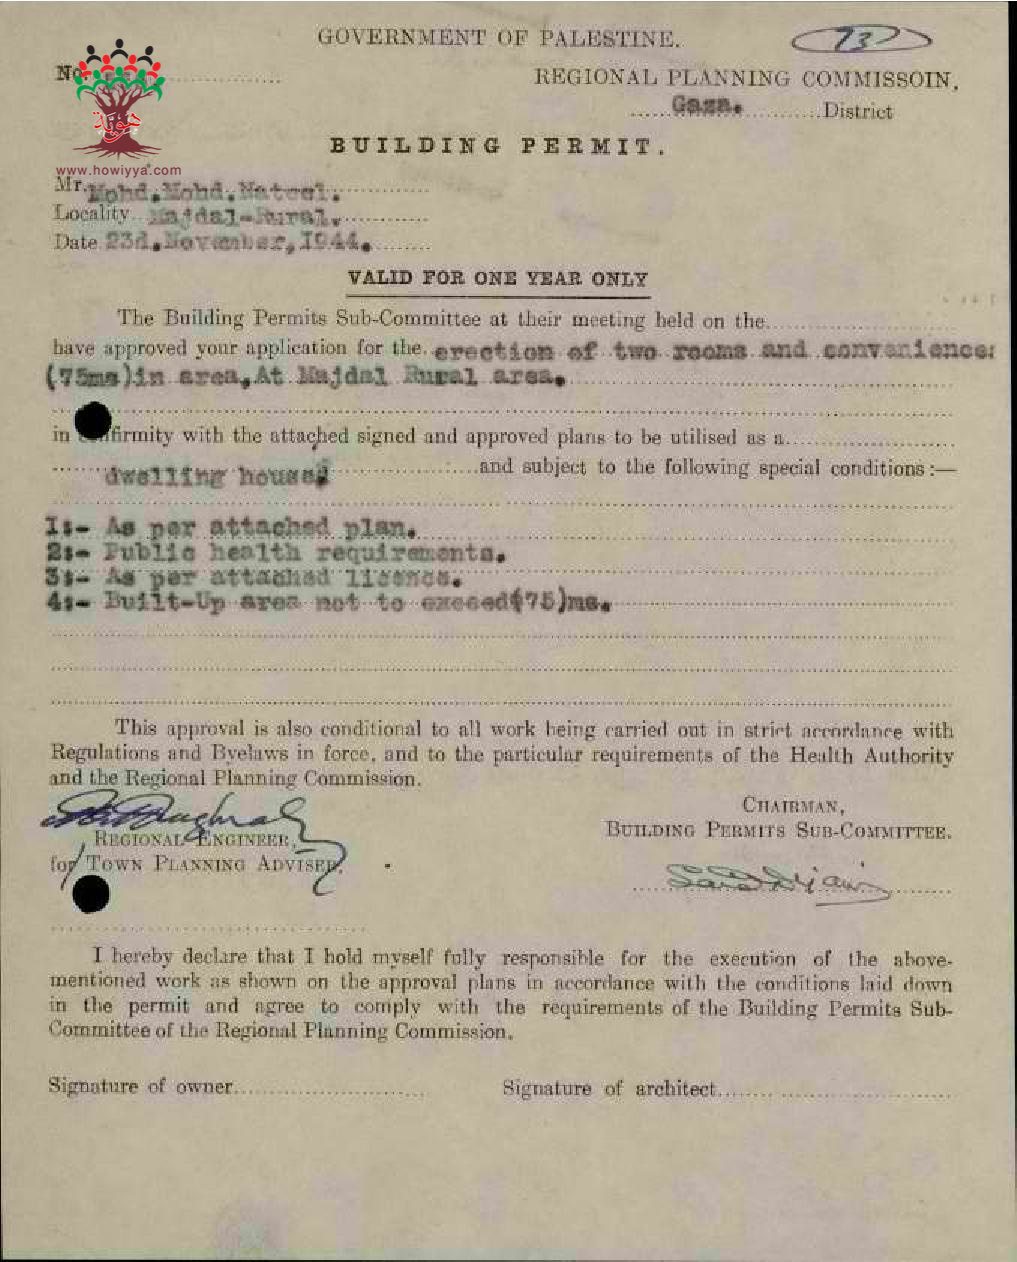 GOVERNMENT OF PALESTINE.
73
No.
REGIONAL PLANNING COMMISSOIN,
Gaza. District
هوية
www.howiyya.com
BUILDING PERMIT.
Mr. Mohd. Mohd. Nateel.
Locality Majdal-Rural.
Date 23d. November, 1944.
VALID FOR ONE YEAR ONLY
The Building Permits Sub-Committee at their meeting held on the
have approved your application for the. erection of two rooms and convenience:
(75ms)in area,At Majdal Rural area.
in firmity with the attached signed and approved plans to be utilised as a
dwelling house; and subject to the following special conditions :—
1:- As per attached plan.
2:- Public health requirements.
3:- As per attached licence.
4:- Built-Up area not to exceed(75)ms.
This approval is also conditional to all work being carried out in strict accordance with
Regulations and Byelaws in force, and to the particular requirements of the Health Authority
and the Regional Planning Commission.
CHAIRMAN,
BUILDING PERMITS SUB-COMMITTEE.
REGIONAL ENGINEER,
for TOWN PLANNING ADVISER.
I hereby declare that I hold myself fully responsible for the execution of the above-
mentioned work as shown on the approval plans in accordance with the conditions laid down
in the permit and agree to comply with the requirements of the Building Permits Sub-
Committee of the Regional Planning Commission.
Signature of owner
Signature of architect